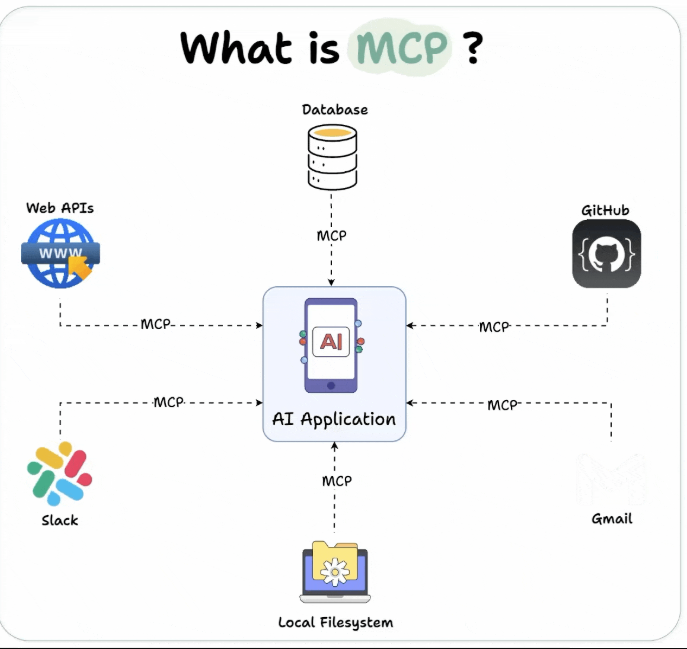 What is MCP ?
Database
Web APIs
GitHub
WWW
MCP
MCP
MCP
AI
AI Application
MCP
MCP
MCP
Slack
Gmail
Local Filesystem